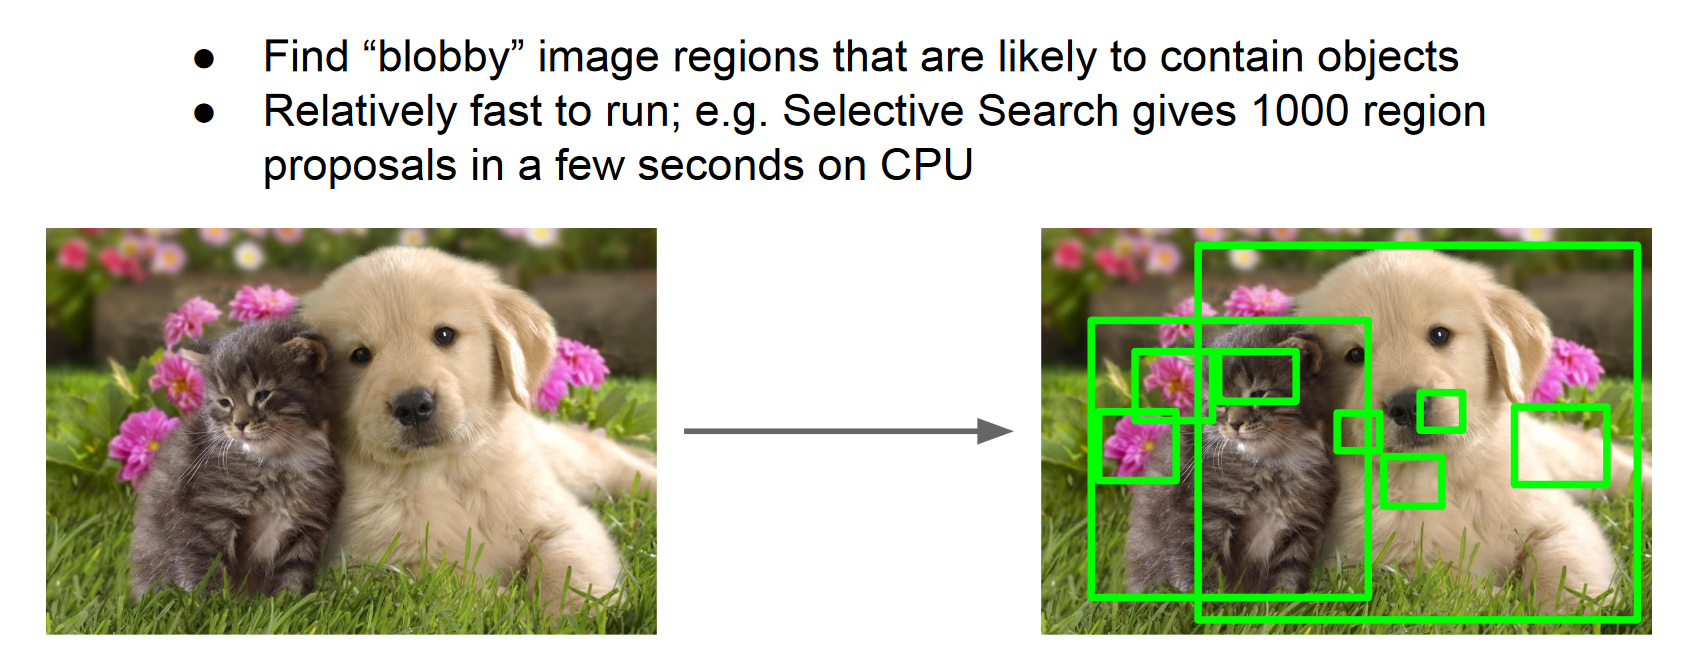 ● Find “blobby” image regions that are likely to contain objects
● Relatively fast to run; e.g. Selective Search gives 1000 region
proposals in a few seconds on CPU